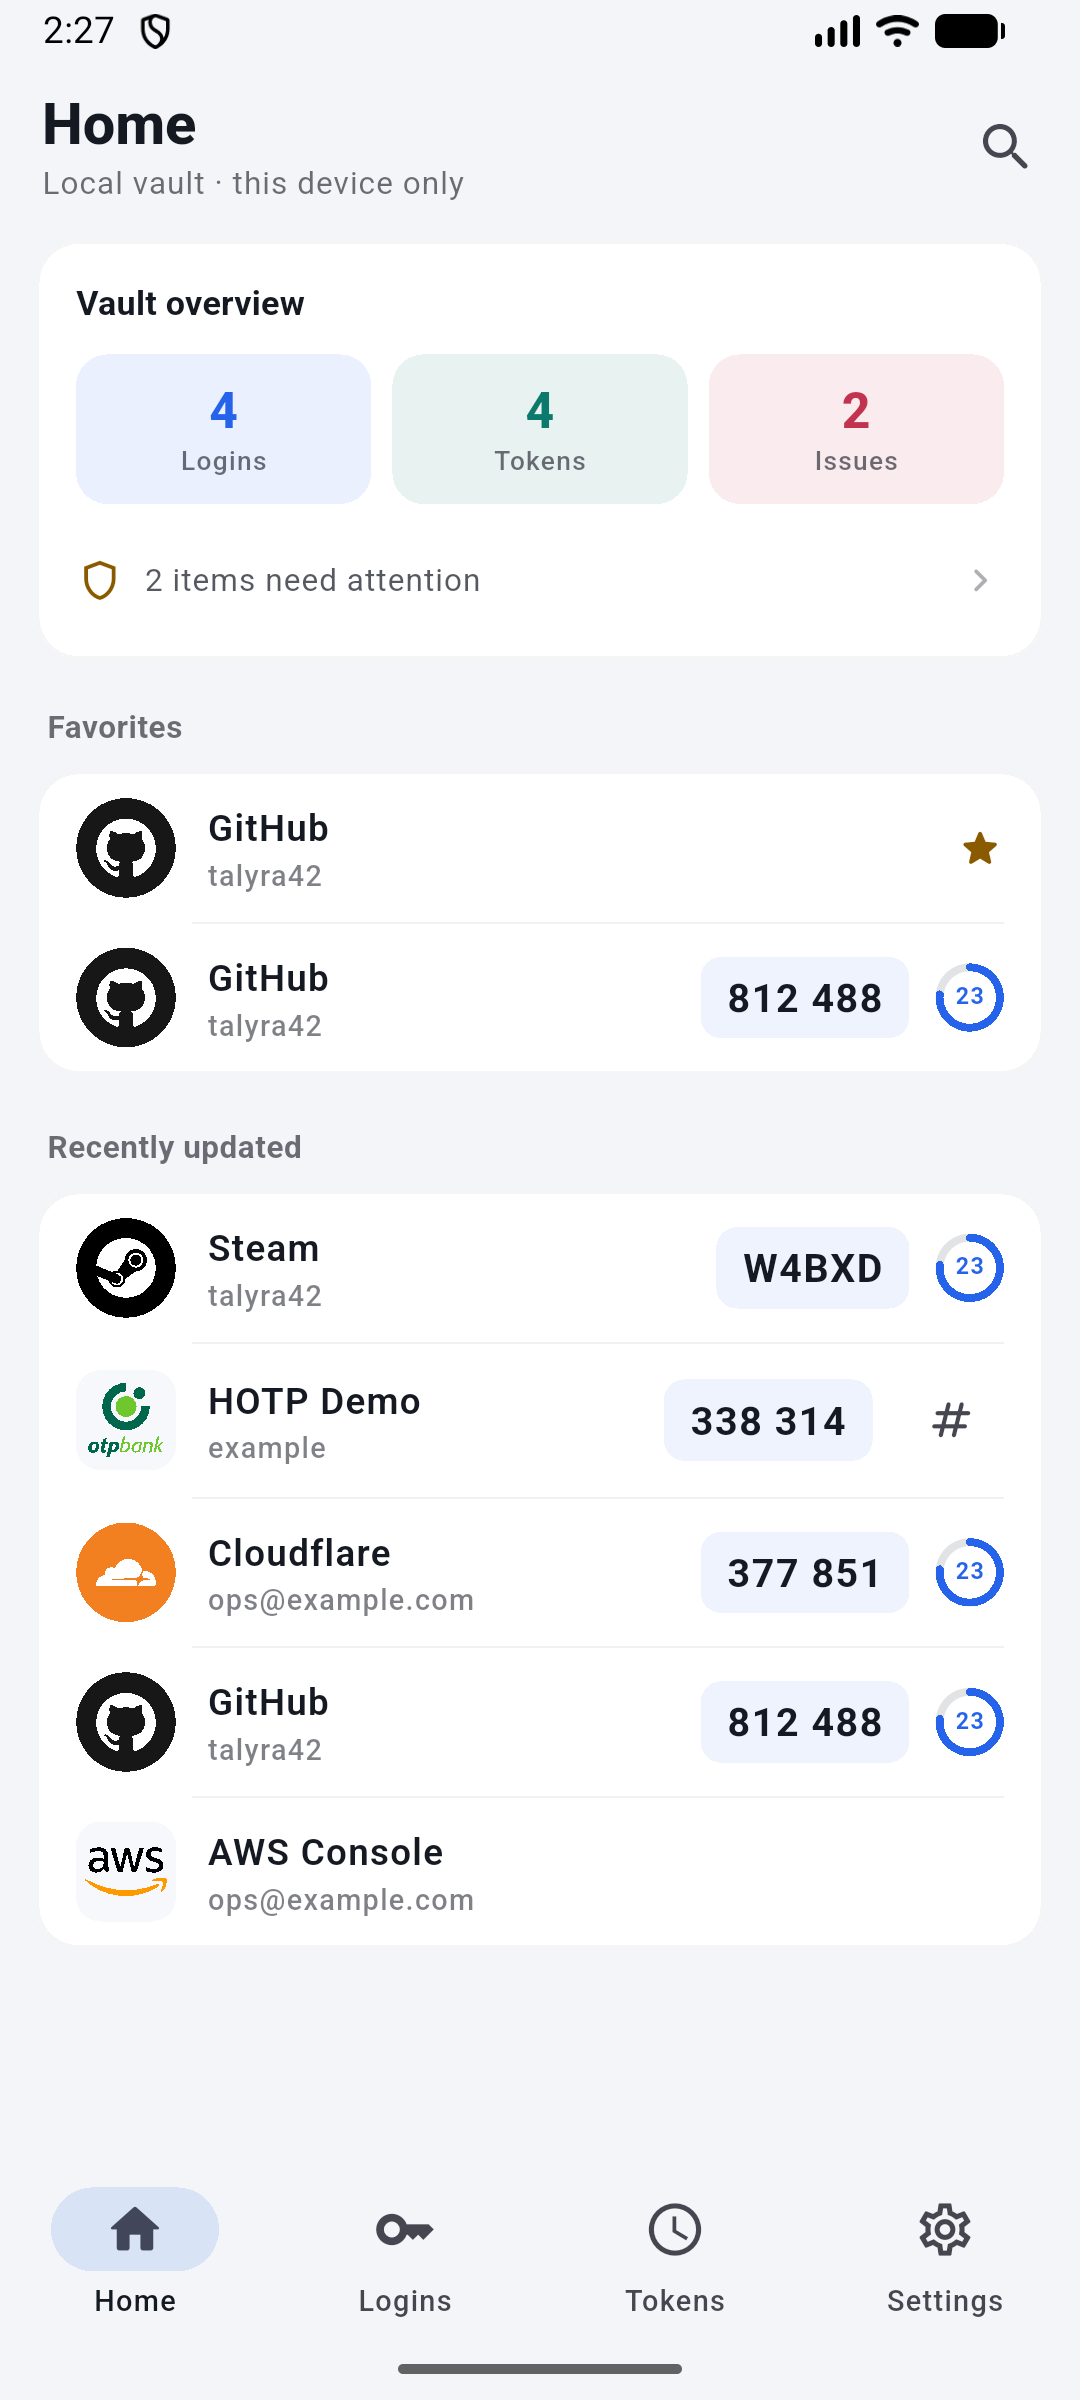 2:27
Home
Local vault · this device only
Vault overview
4
Logins
4
Tokens
2
Issues
2 items need attention
Favorites
GitHub
talyra42
GitHub
talyra42
812 488
23
Recently updated
Steam
talyra42
W4BXD
23
otpbank
HOTP Demo
example
338 314
#
Cloudflare
ops@example.com
377 851
23
GitHub
talyra42
812 488
23
aws
AWS Console
ops@example.com
Home
Logins
Tokens
Settings